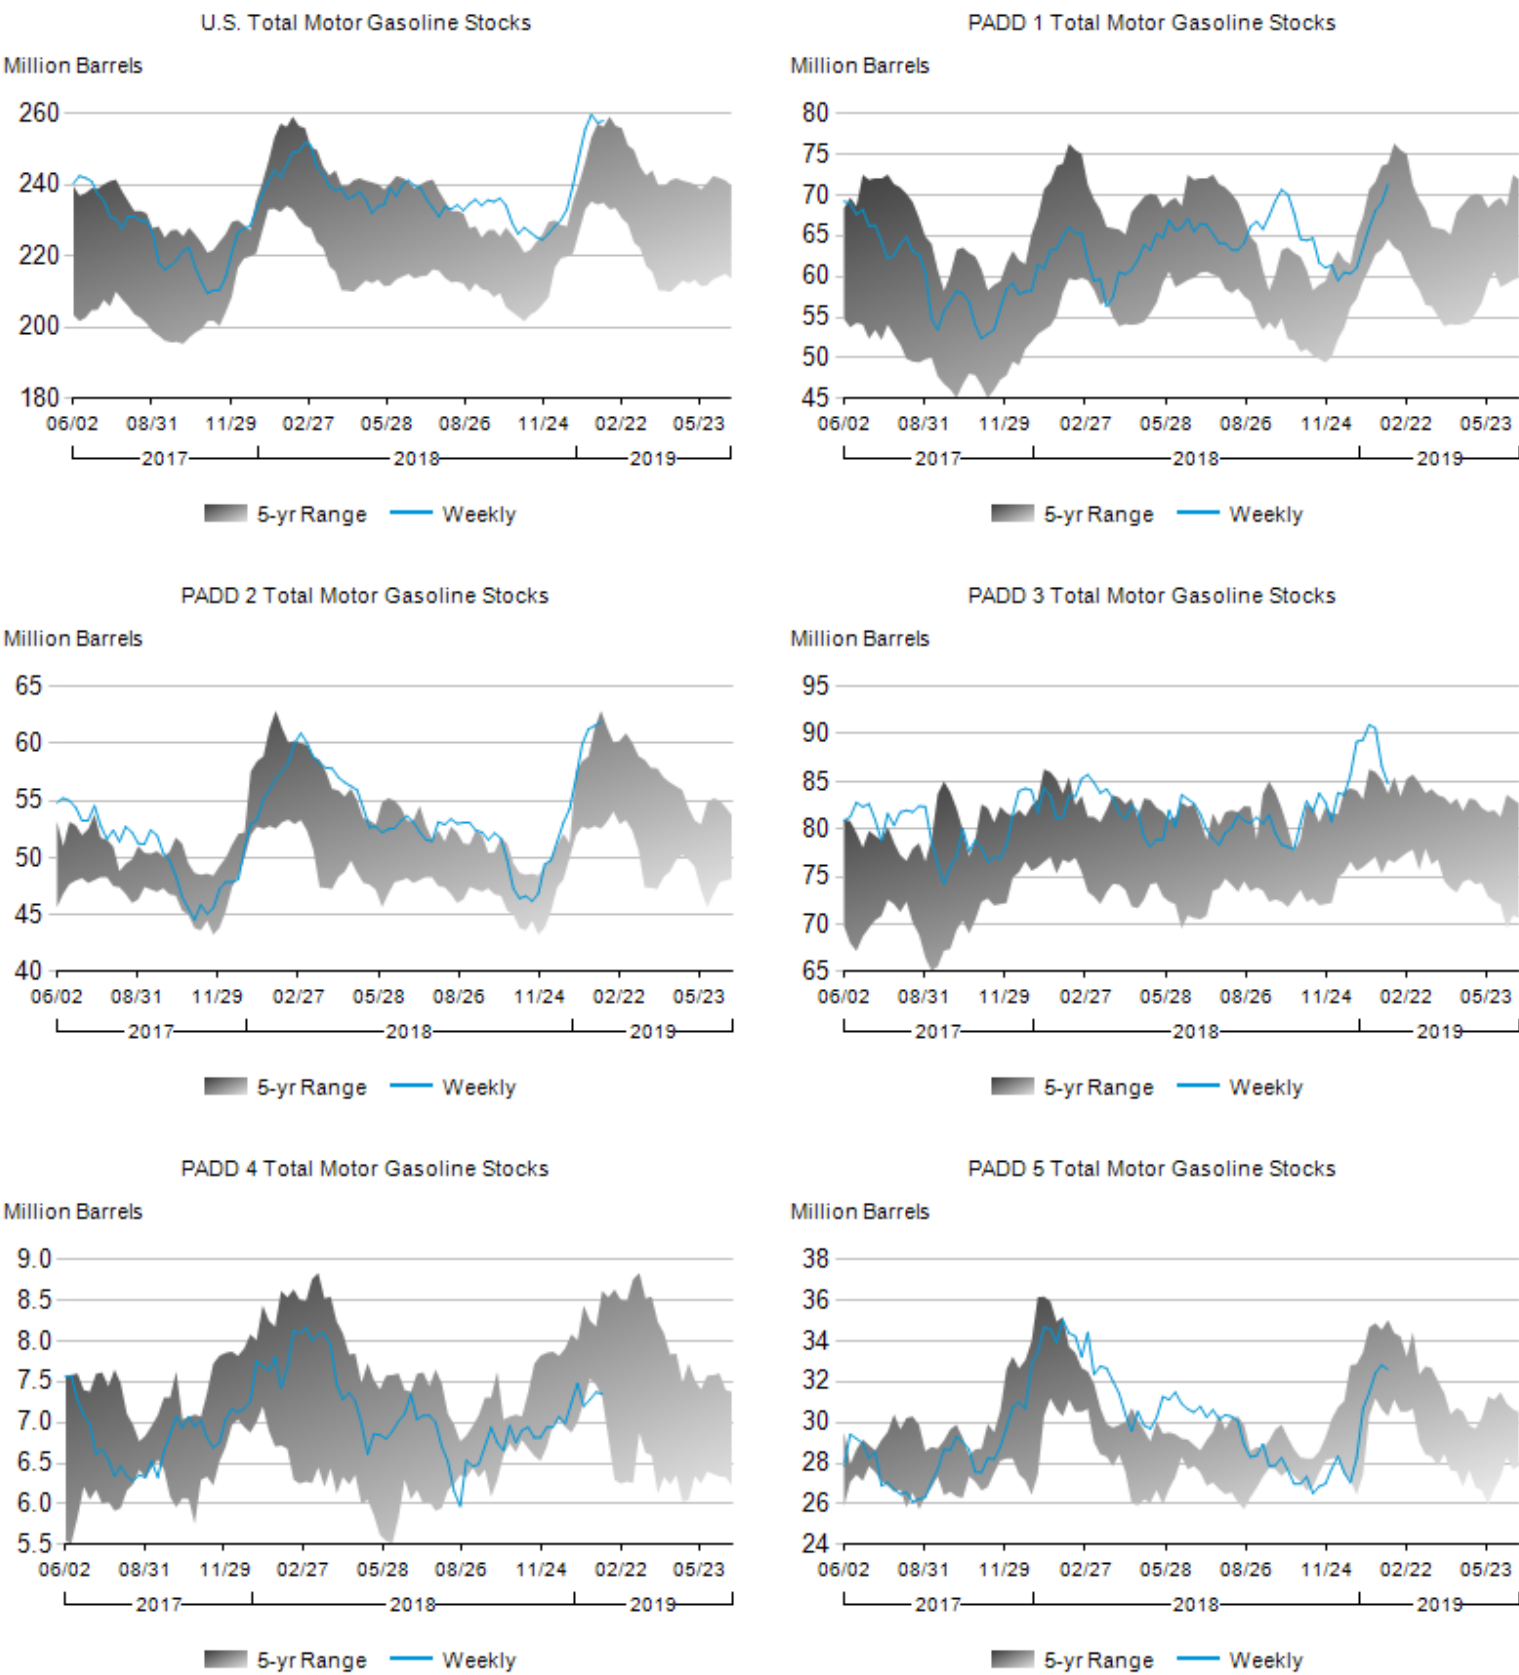 U.S. Total Motor Gasoline Stocks
Million Barrels
260
240
220
200
180
06/02 08/31 11/29 02/27 05/28 08/26 11/24 02/22 05/23
2017 2018 2019
5-yr Range Weekly
PADD 1 Total Motor Gasoline Stocks
Million Barrels
80
75
70
65
60
55
50
45
06/02 08/31 11/29 02/27 05/28 08/26 11/24 02/22 05/23
2017 2018 2019
5-yr Range Weekly
PADD 2 Total Motor Gasoline Stocks
Million Barrels
65
60
55
50
45
40
06/02 08/31 11/29 02/27 05/28 08/26 11/24 02/22 05/23
2017 2018 2019
5-yr Range Weekly
PADD 3 Total Motor Gasoline Stocks
Million Barrels
95
90
85
80
75
70
65
06/02 08/31 11/29 02/27 05/28 08/26 11/24 02/22 05/23
2017 2018 2019
5-yr Range Weekly
PADD 4 Total Motor Gasoline Stocks
Million Barrels
9.0
8.5
8.0
7.5
7.0
6.5
6.0
5.5
06/02 08/31 11/29 02/27 05/28 08/26 11/24 02/22 05/23
2017 2018 2019
5-yr Range Weekly
PADD 5 Total Motor Gasoline Stocks
Million Barrels
38
36
34
32
30
28
26
24
06/02 08/31 11/29 02/27 05/28 08/26 11/24 02/22 05/23
2017 2018 2019
5-yr Range Weekly